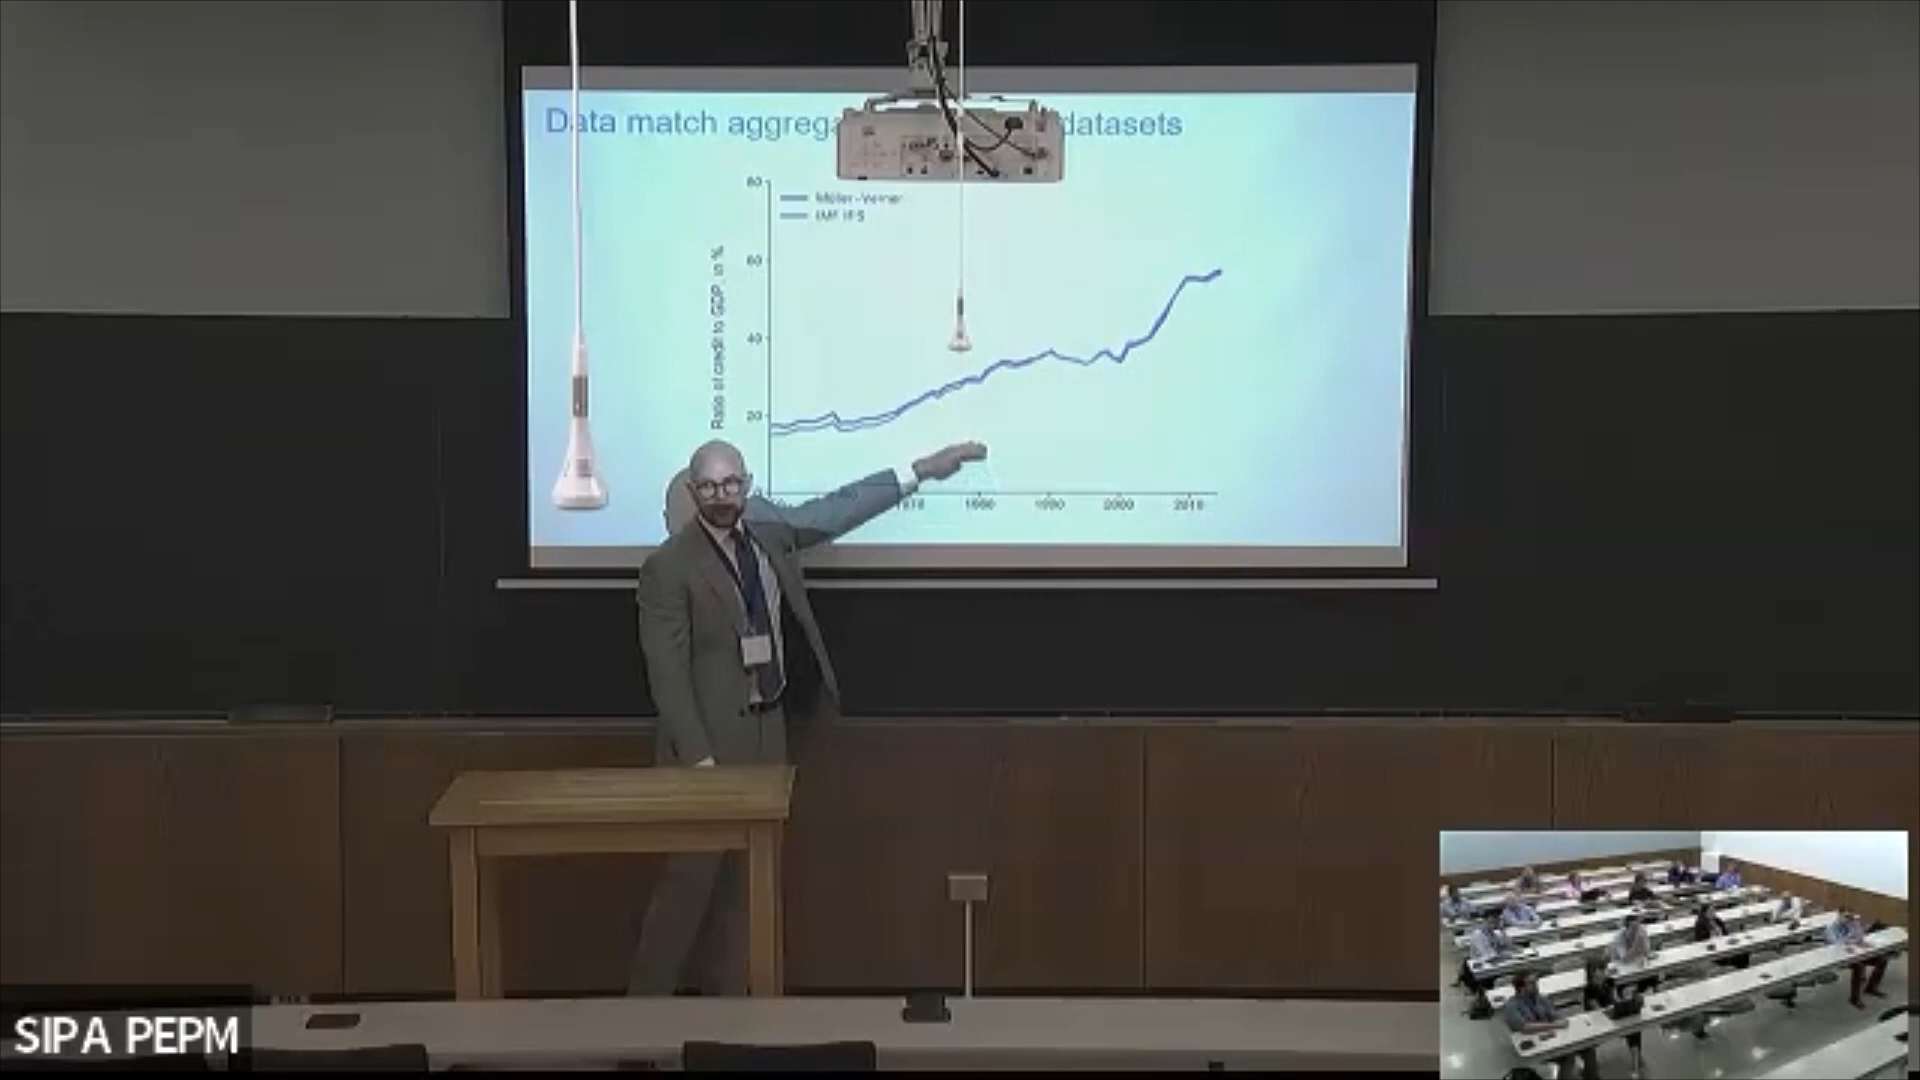 Data match aggreg datasets
80
Müller-Verner
IMF IFS
60
Ratio of credit to GDP, in %
40
20
1970 1980 1990 2000 2010
SIPA PEPM